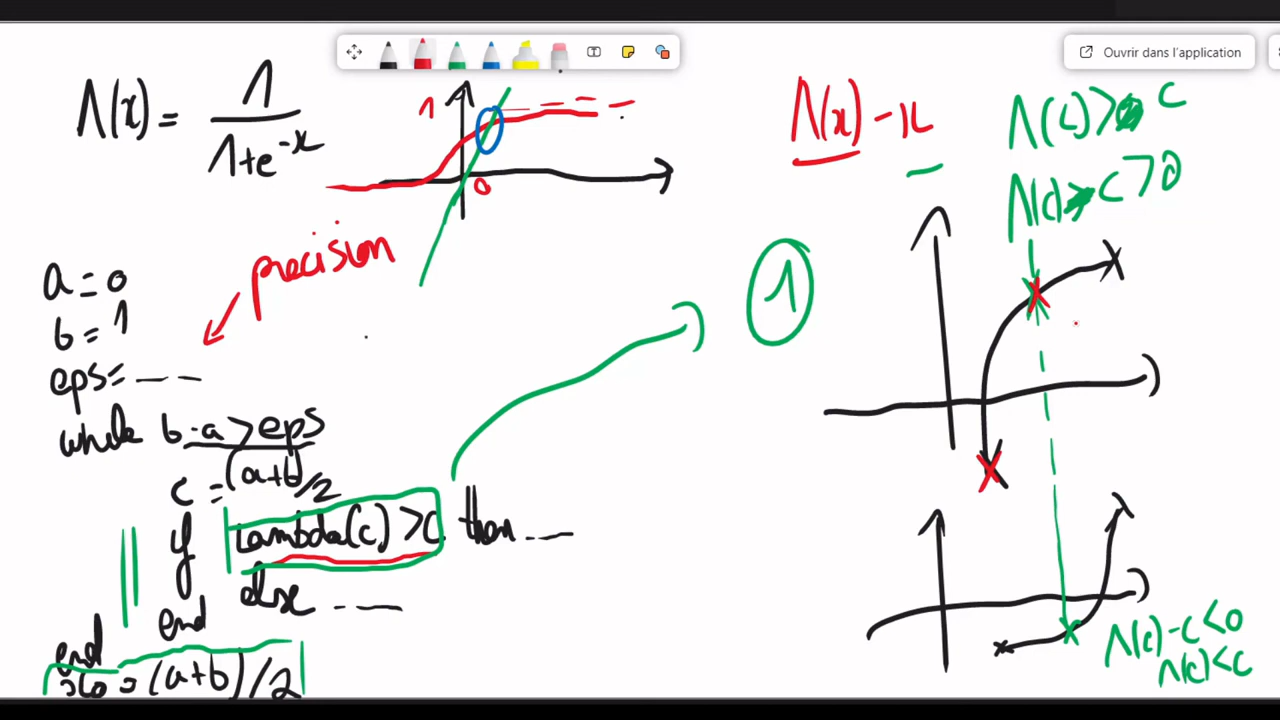 Ouvrir dans l'application
Λ(x) = 1 / 1+e^-x
1
0
precision
a = 0
b = 1
eps= -- --
while b-a > eps
c = (a+b)/2
if lambda(c) > c then ...
else ....
end
end
x0 = (a+b)/2
1
Λ(x) - x
Λ(c) > c
Λ(c) > c > 0
Λ(c) - c < 0
Λ(c) < c